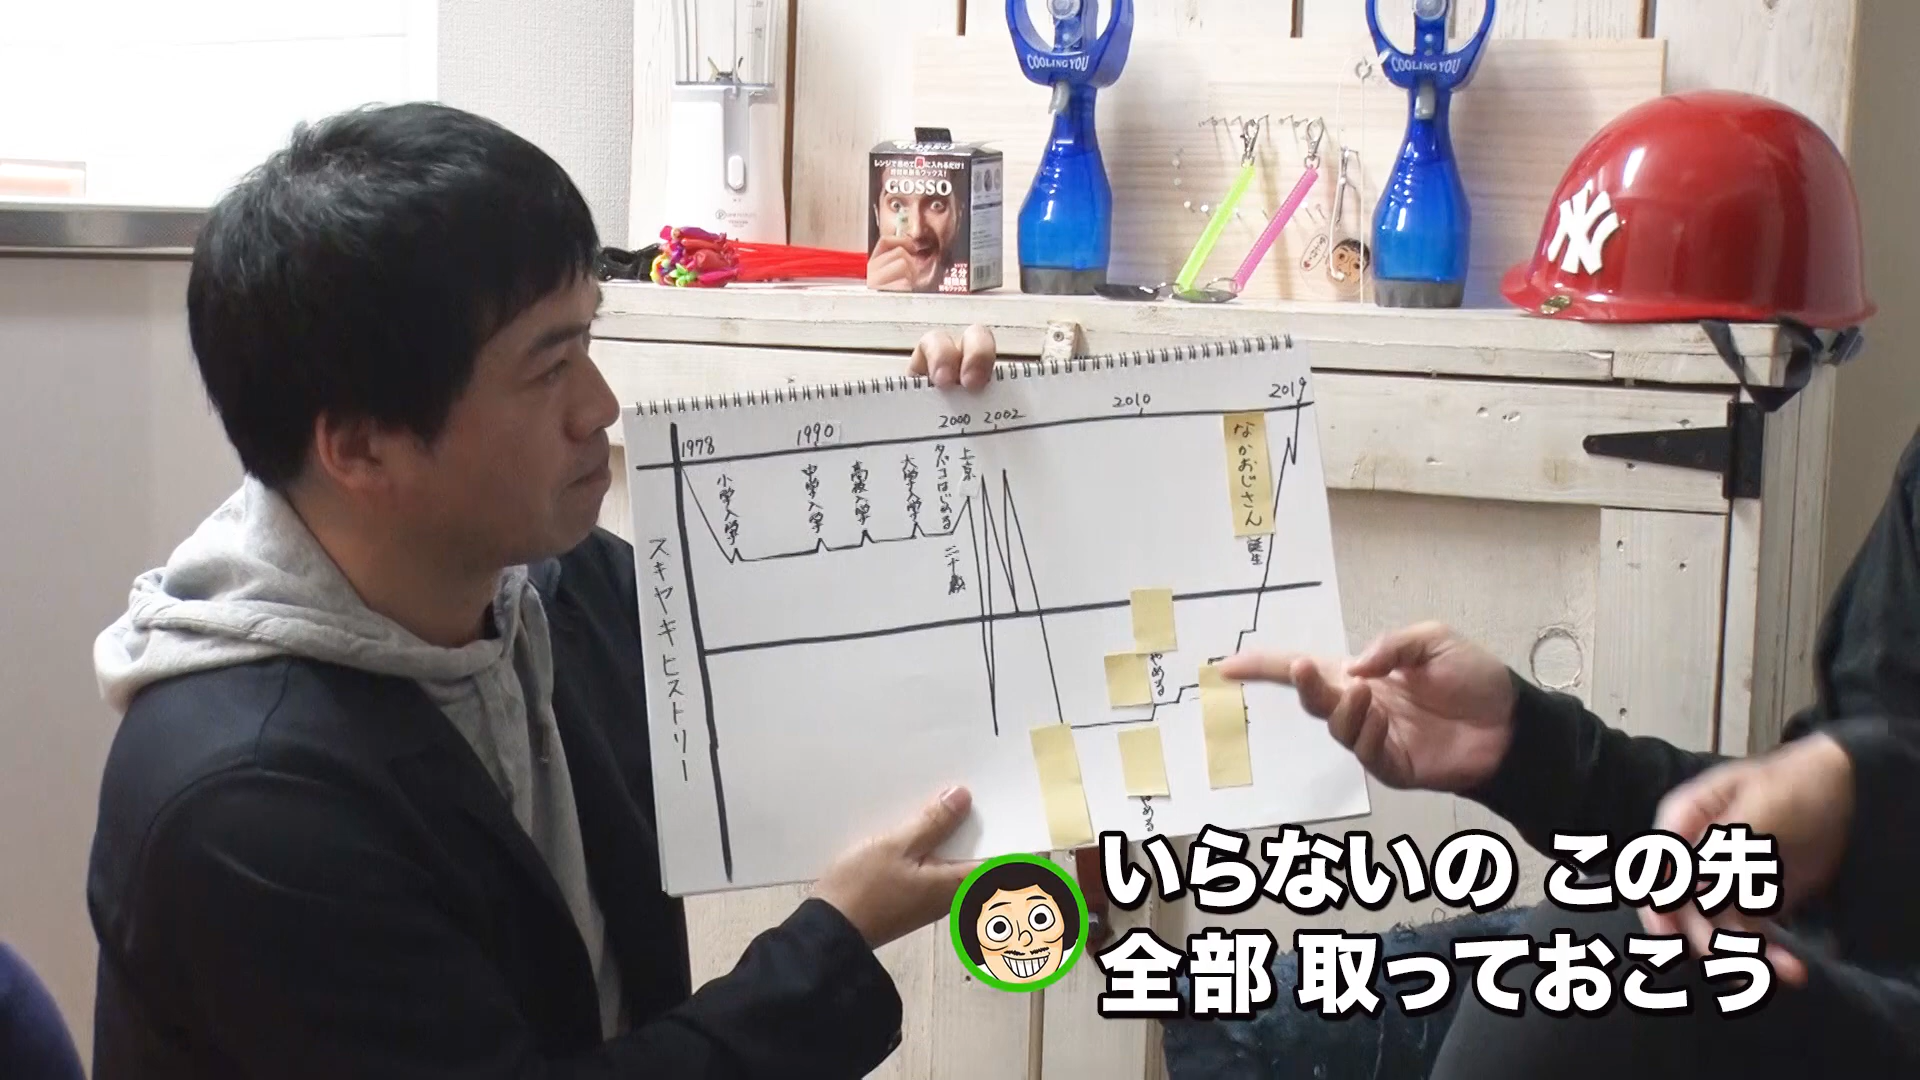 COOLING YOU
COOLING YOU
レンジで温めて鼻に入れるだけ!
GOSSO
2分
NY
1978
1990
2000
2002
2010
2019
小学入学
中学入学
高校入学
大学入学
タバコはじめる
上京
二十歳
なかおじさん
誕生
やめる
やめる
スキヤキヒストリー
いらないの この先
全部 取っておこう